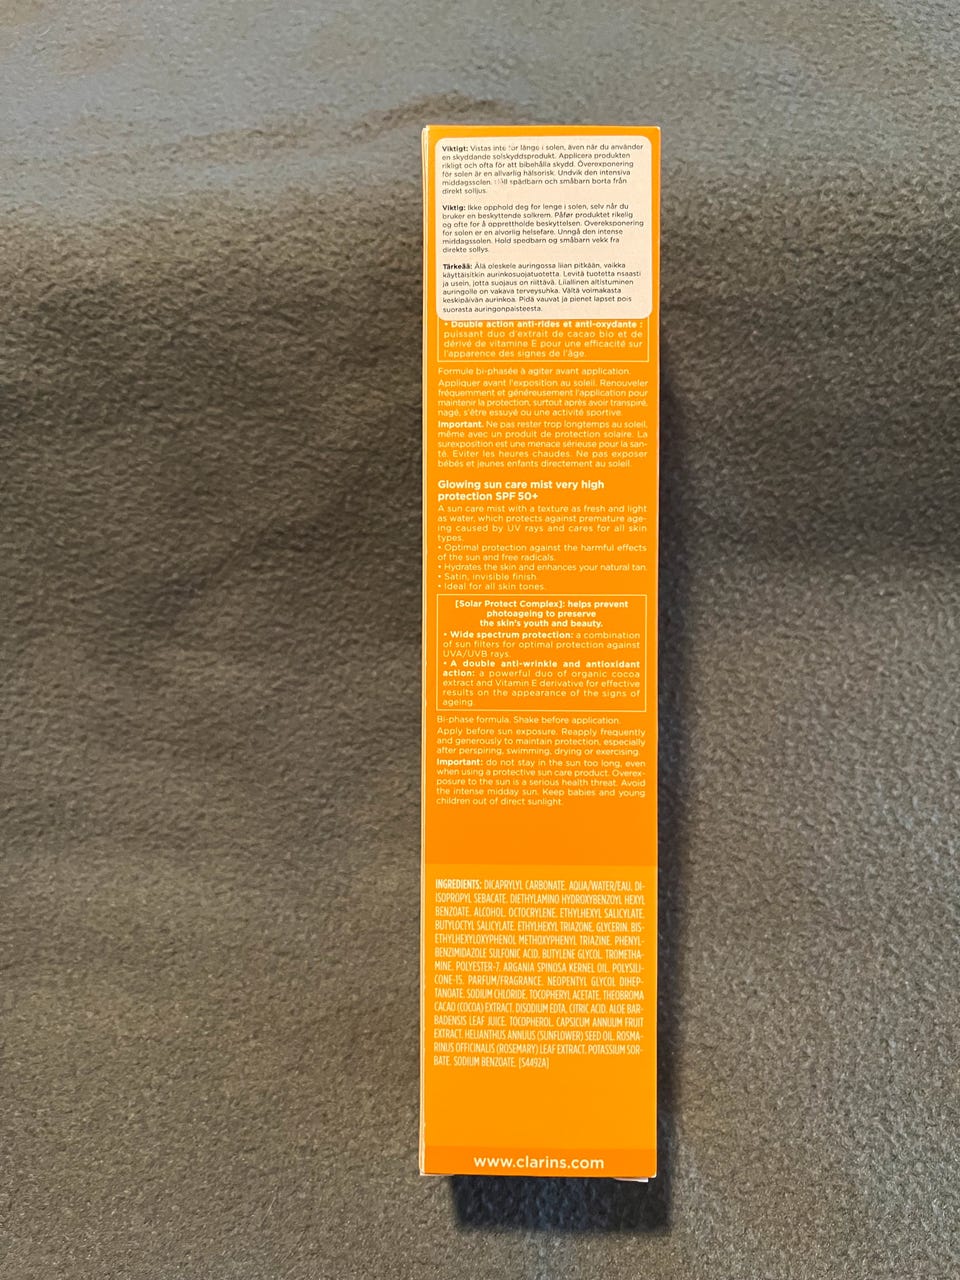 Viktigt: Vistas inte för länge i solen, även när du använder
en skyddande solskyddsprodukt. Applicera produkten
rikligt och ofta för att bibehålla skydd. Överexponering
för solen är en allvarlig hälsorisk. Undvik den intensiva
middagssolen. Håll spädbarn och småbarn borta från
direkt solljus.
Viktig: Ikke opphold deg for lenge i solen, selv når du
bruker en beskyttende solkrem. Påfør produktet rikelig
og ofte for å opprettholde beskyttelsen. Overeksponering
for solen er en alvorlig helsefare. Unngå den intense
middagssolen. Hold spedbarn og småbarn vekk fra
direkte sollys.
Tärkeää: Älä oleskele auringossa liian pitkään, vaikka
käyttäisitkin aurinkosuojatuotetta. Levitä tuotetta nsaasti
ja usein, jotta suojaus on riittävä. Liiallinen altistuminen
auringolle on vakava terveysuhka. Vältä voimakasta
keskipäivän aurinkoa. Pidä vauvat ja pienet lapset pois
suorasta auringonpaisteesta.
• Double action anti-rides et anti-oxydante :
puissant duo d'extrait de cacao bio et de
dérivé de vitamine E pour une efficacité sur
l'apparence des signes de l'âge.
Formule bi-phasée à agiter avant application.
Appliquer avant l'exposition au soleil. Renouveler
fréquemment et généreusement l'application pour
maintenir la protection, surtout après avoir transpiré,
nagé, s'être essuyé ou une activité sportive.
Important. Ne pas rester trop longtemps au soleil,
même avec un produit de protection solaire. La
surexposition est une menace sérieuse pour la san-
té. Eviter les heures chaudes. Ne pas exposer
bébés et jeunes enfants directement au soleil.
Glowing sun care mist very high
protection SPF 50+
A sun care mist with a texture as fresh and light
as water, which protects against premature age-
ing caused by UV rays and cares for all skin
types.
• Optimal protection against the harmful effects
of the sun and free radicals.
• Hydrates the skin and enhances your natural tan.
• Satin, invisible finish.
• Ideal for all skin tones.
[Solar Protect Complex]: helps prevent
photoageing to preserve
the skin's youth and beauty.
• Wide spectrum protection: a combination
of sun filters for optimal protection against
UVA/UVB rays.
• A double anti-wrinkle and antioxidant
action: a powerful duo of organic cocoa
extract and Vitamin E derivative for effective
results on the appearance of the signs of
ageing.
Bi-phase formula. Shake before application.
Apply before sun exposure. Reapply frequently
and generously to maintain protection, especially
after perspiring, swimming, drying or exercising.
Important: do not stay in the sun too long, even
when using a protective sun care product. Overex-
posure to the sun is a serious health threat. Avoid
the intense midday sun. Keep babies and young
children out of direct sunlight.
INGREDIENTS: DICAPRYLYL CARBONATE. AQUA/WATER/EAU. DI-
ISOPROPYL SEBACATE. DIETHYLAMINO HYDROXYBENZOYL HEXYL
BENZOATE. ALCOHOL. OCTOCRYLENE. ETHYLHEXYL SALICYLATE.
BUTYLOCTYL SALICYLATE. ETHYLHEXYL TRIAZONE. GLYCERIN. BIS-
ETHYLHEXYLOXYPHENOL METHOXYPHENYL TRIAZINE. PHENYL-
BENZIMIDAZOLE SULFONIC ACID. BUTYLENE GLYCOL. TROMETHA-
MINE. POLYESTER-7. ARGANIA SPINOSA KERNEL OIL. POLYSILI-
CONE-15. PARFUM/FRAGRANCE. NEOPENTYL GLYCOL DIHEP-
TANOATE. SODIUM CHLORIDE. TOCOPHERYL ACETATE. THEOBROMA
CACAO (COCOA) EXTRACT. DISODIUM EDTA. CITRIC ACID. ALOE BAR-
BADENSIS LEAF JUICE. TOCOPHEROL. CAPSICUM ANNUUM FRUIT
EXTRACT. HELIANTHUS ANNUUS (SUNFLOWER) SEED OIL. ROSMA-
RINUS OFFICINALIS (ROSEMARY) LEAF EXTRACT. POTASSIUM SOR-
BATE. SODIUM BENZOATE. [S4492A]
www.clarins.com